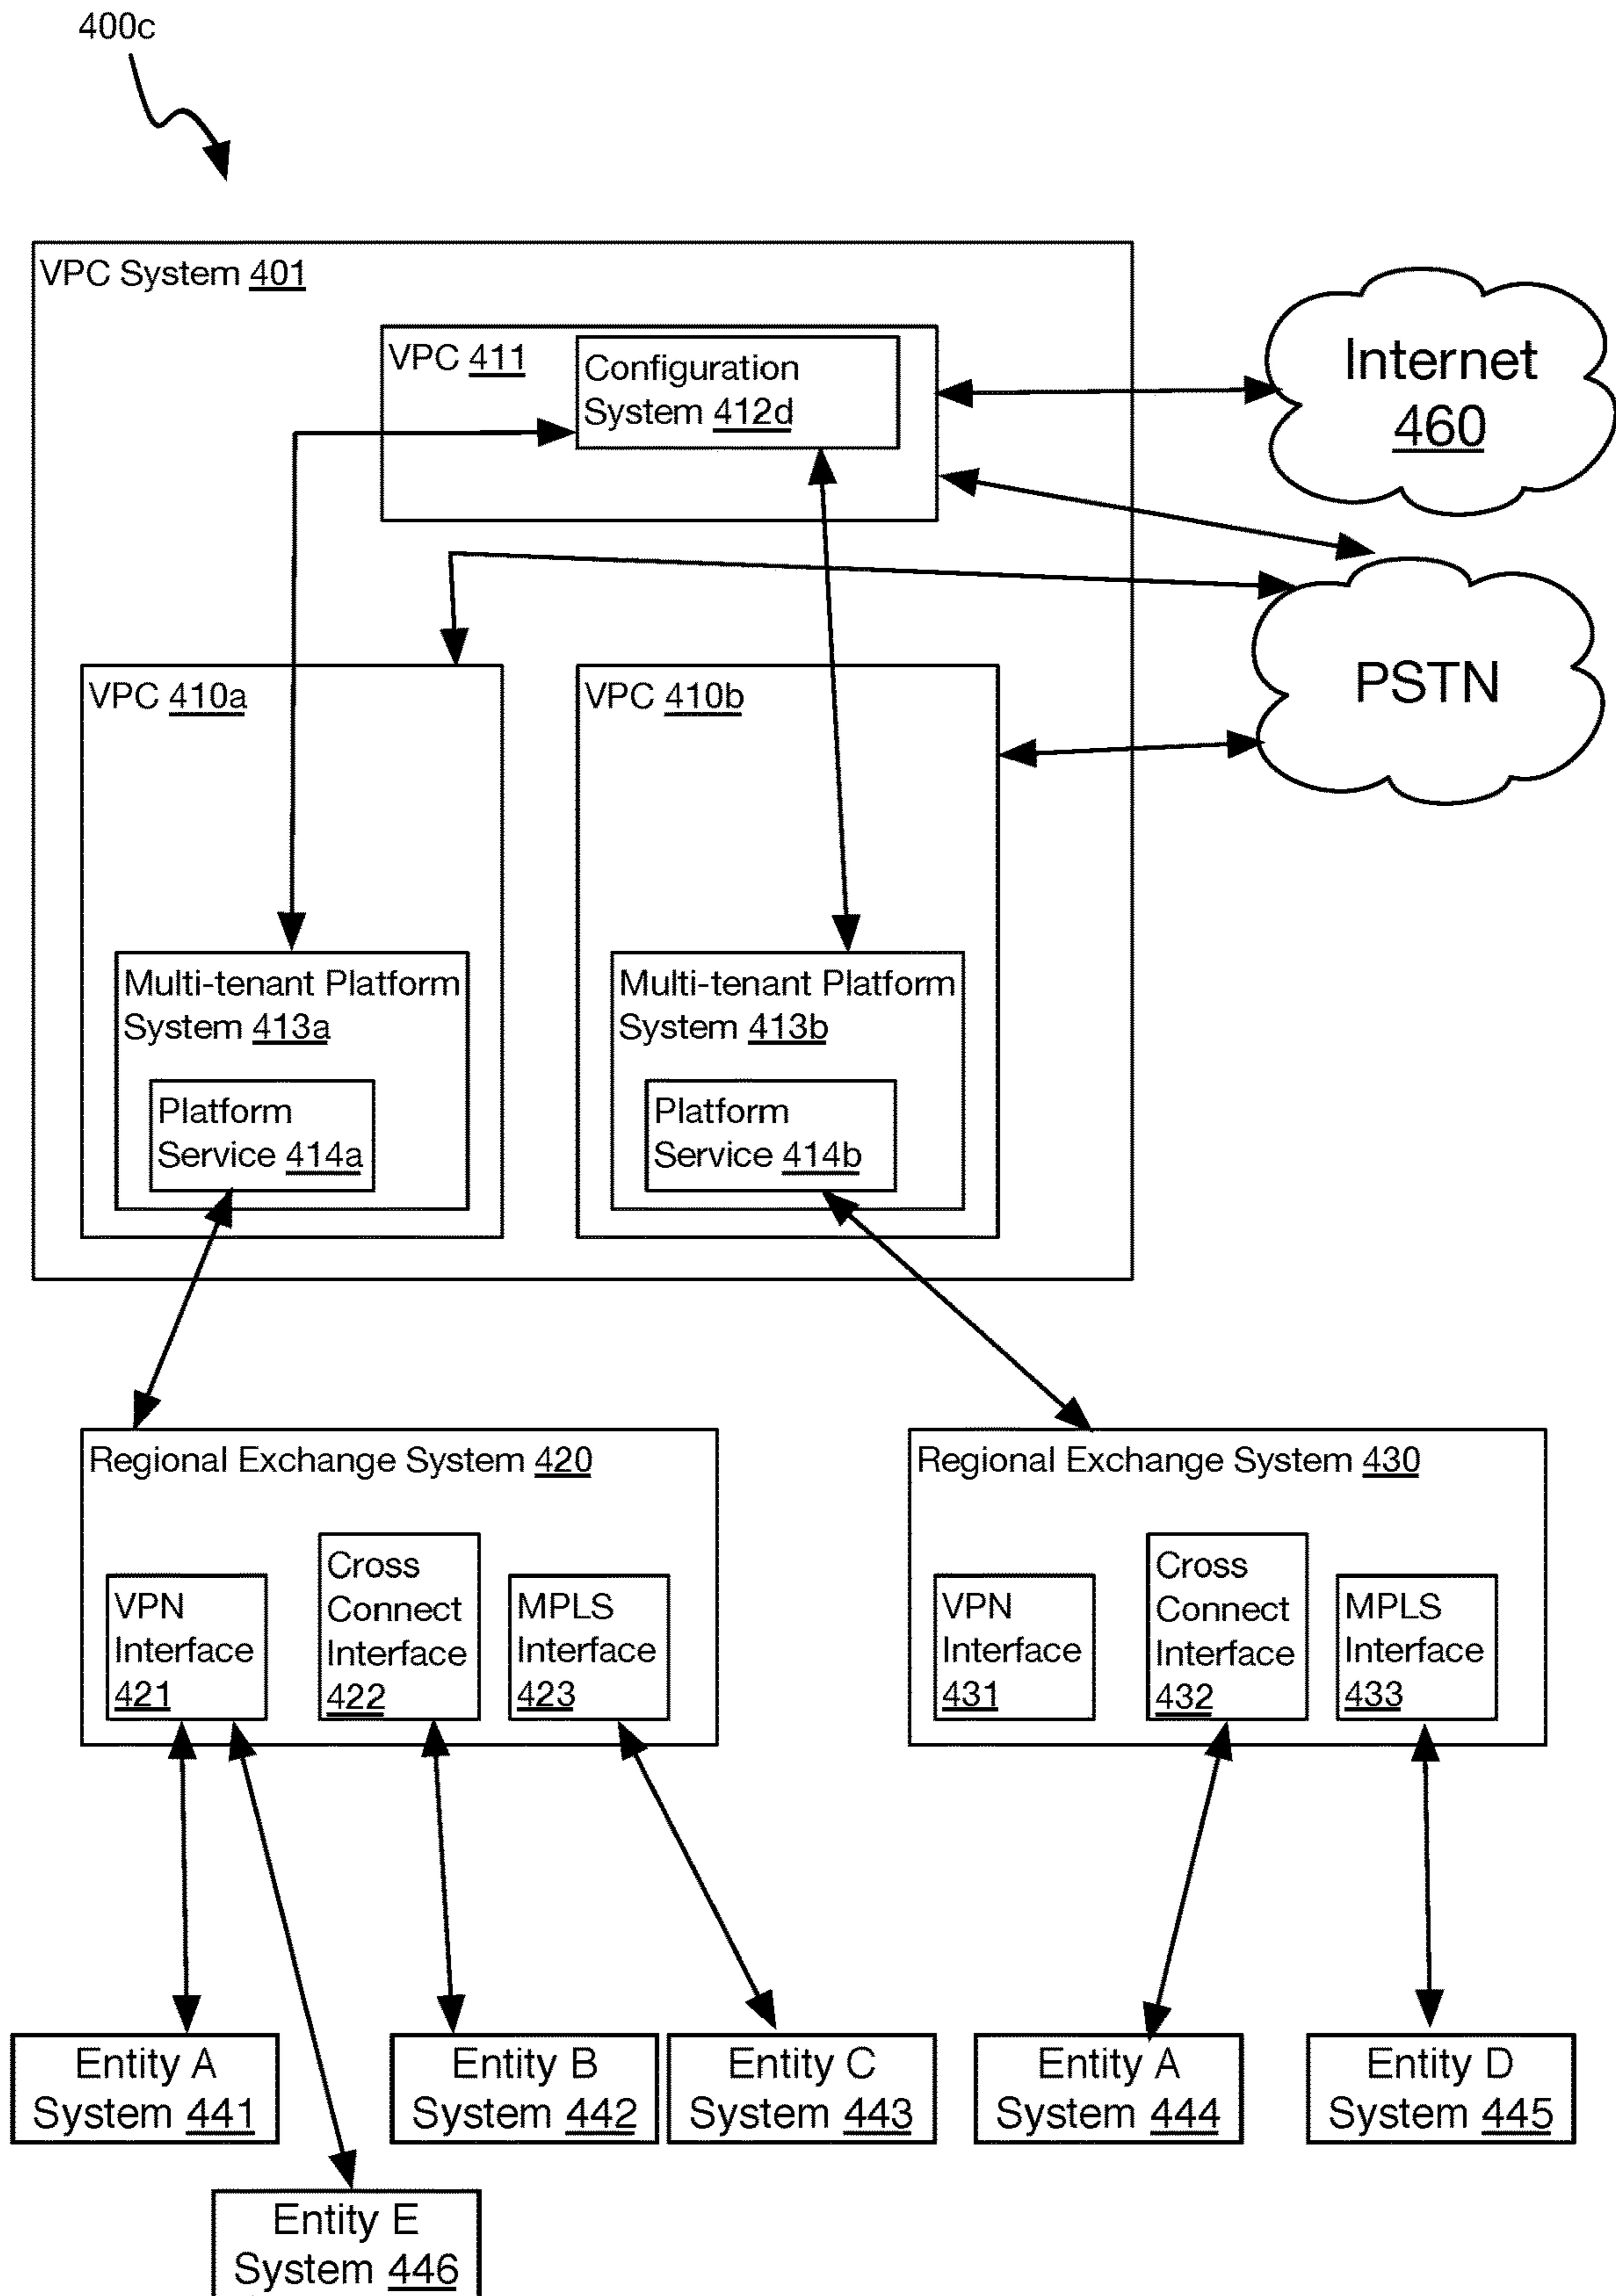 400c
VPC System 401
VPC 411
Configuration
System 412d
Internet
460
PSTN
VPC 410a
VPC 410b
Multi-tenant Platform
System 413a
Platform
Service 414a
Multi-tenant Platform
System 413b
Platform
Service 414b
Regional Exchange System 420
VPN
Interface
421
Cross
Connect
Interface
422
MPLS
Interface
423
Regional Exchange System 430
VPN
Interface
431
Cross
Connect
Interface
432
MPLS
Interface
433
Entity A
System 441
Entity B
System 442
Entity C
System 443
Entity A
System 444
Entity D
System 445
Entity E
System 446